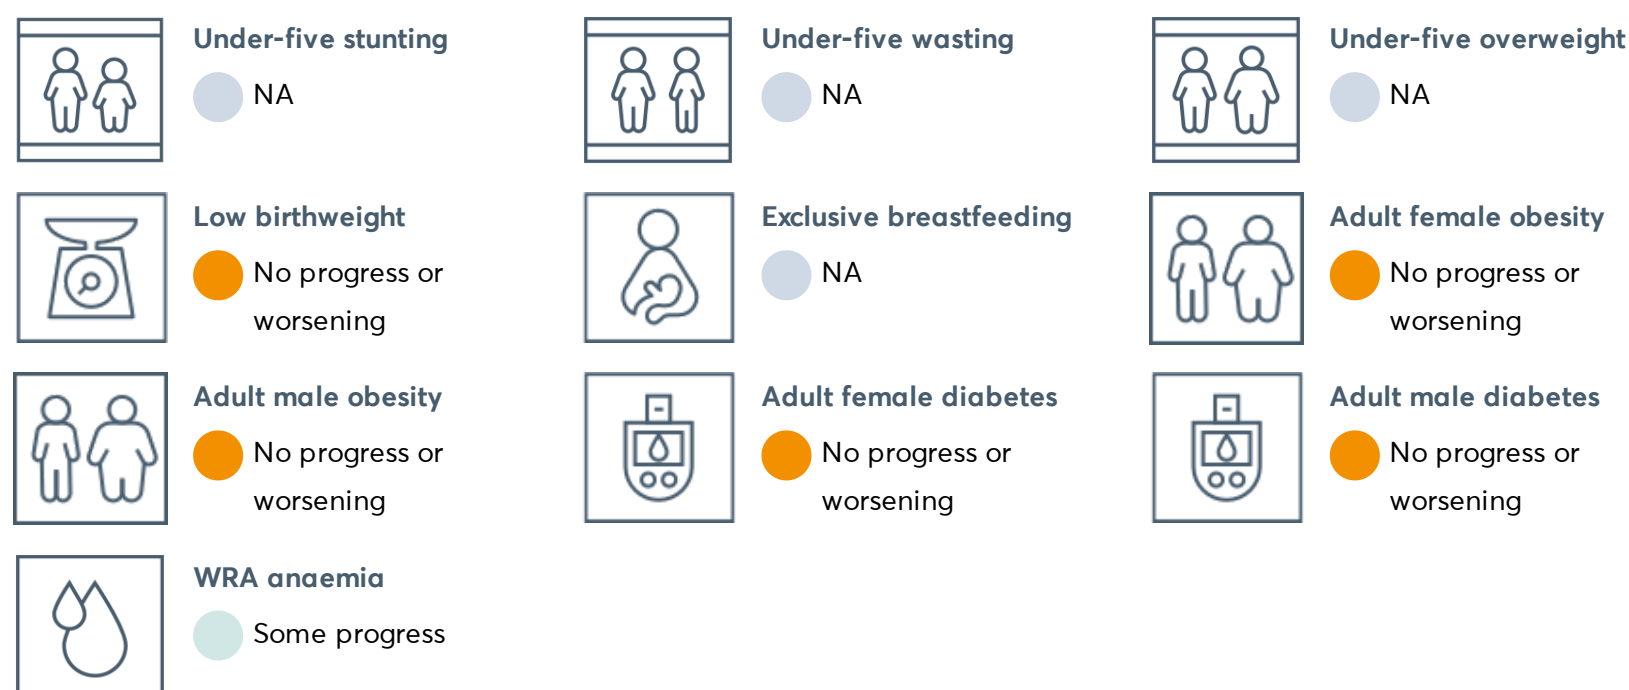 Under-five stunting
NA
Under-five wasting
NA
Under-five overweight
NA
Low birthweight
No progress or
worsening
Exclusive breastfeeding
NA
Adult female obesity
No progress or
worsening
Adult male obesity
No progress or
worsening
Adult female diabetes
No progress or
worsening
Adult male diabetes
No progress or
worsening
WRA anaemia
Some progress